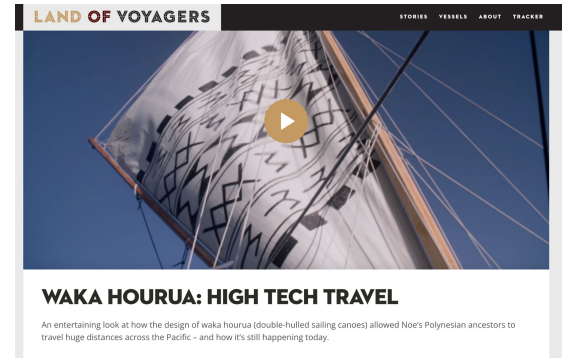 LAND OF VOYAGERS
STORIES VESSELS ABOUT TRACKER
WAKA HOURUA: HIGH TECH TRAVEL
An entertaining look at how the design of waka hourua (double-hulled sailing canoes) allowed Noe's Polynesian ancestors to
travel huge distances across the Pacific – and how it's still happening today.